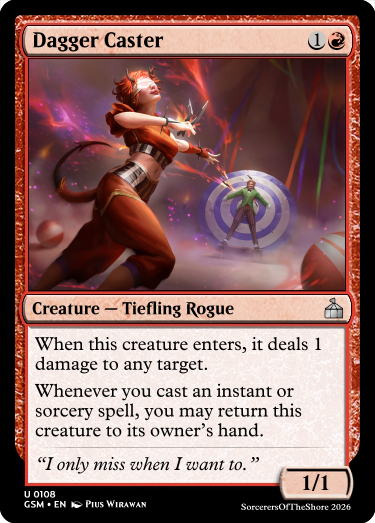 Dagger Caster 1
Creature — Tiefling Rogue
When this creature enters, it deals 1
damage to any target.
Whenever you cast an instant or
sorcery spell, you may return this
creature to its owner's hand.
“I only miss when I want to.”
1/1
U 0108
GSM • EN Pius Wirawan
SorcerersOfTheShore 2026